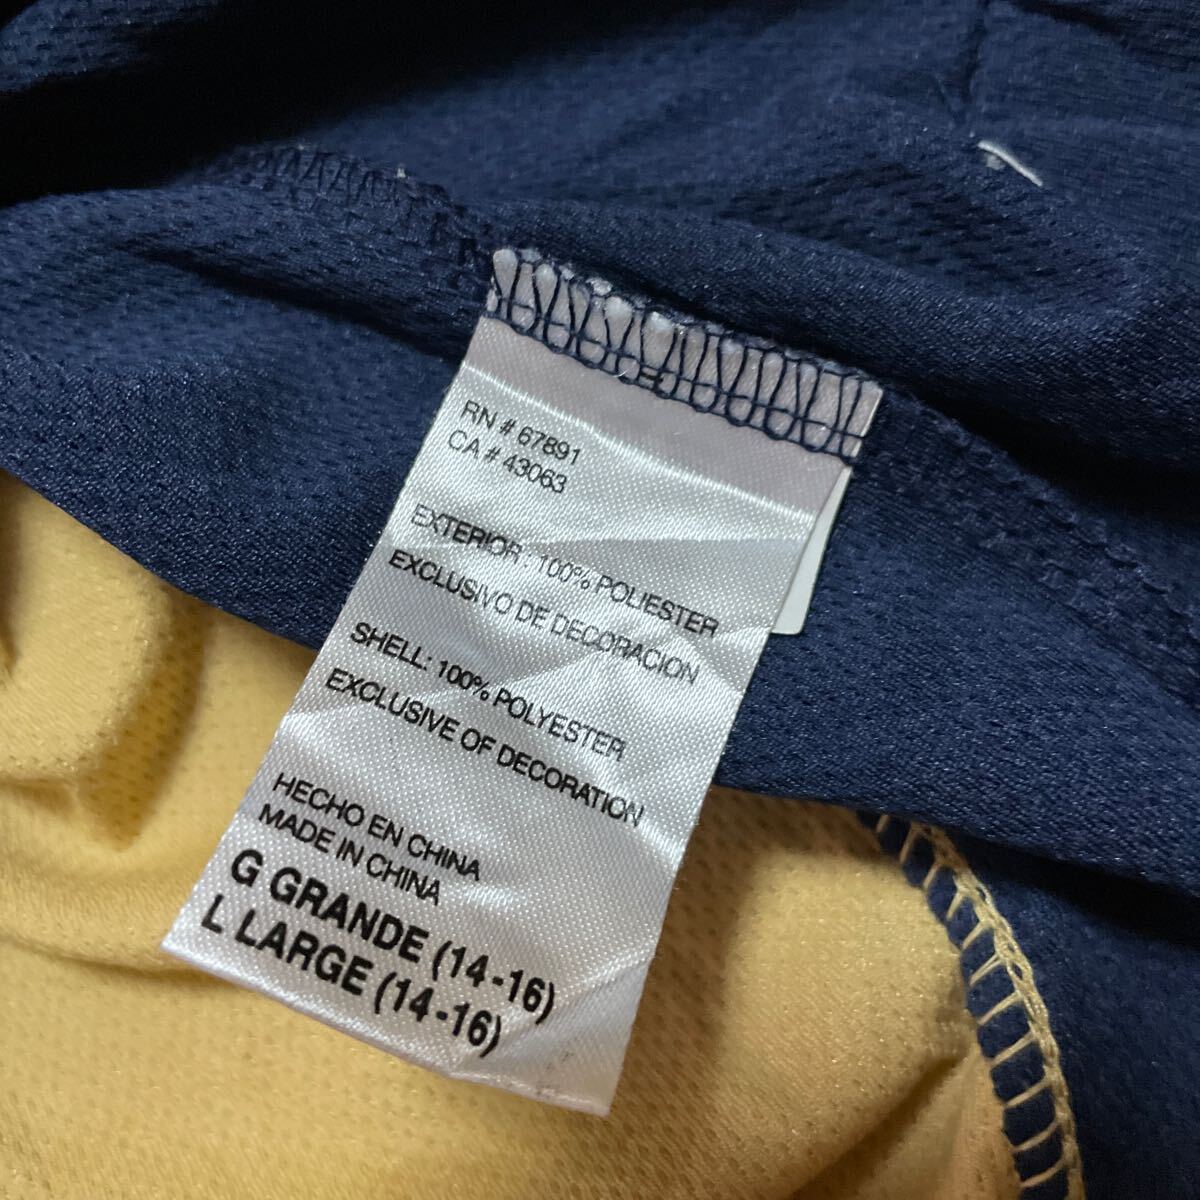 RN # 67891
CA # 43063
EXTERIOR: 100% POLIESTER
EXCLUSIVO DE DECORACION
SHELL: 100% POLYESTER
EXCLUSIVE OF DECORATION
HECHO EN CHINA
MADE IN CHINA
G GRANDE (14-16)
L LARGE (14-16)